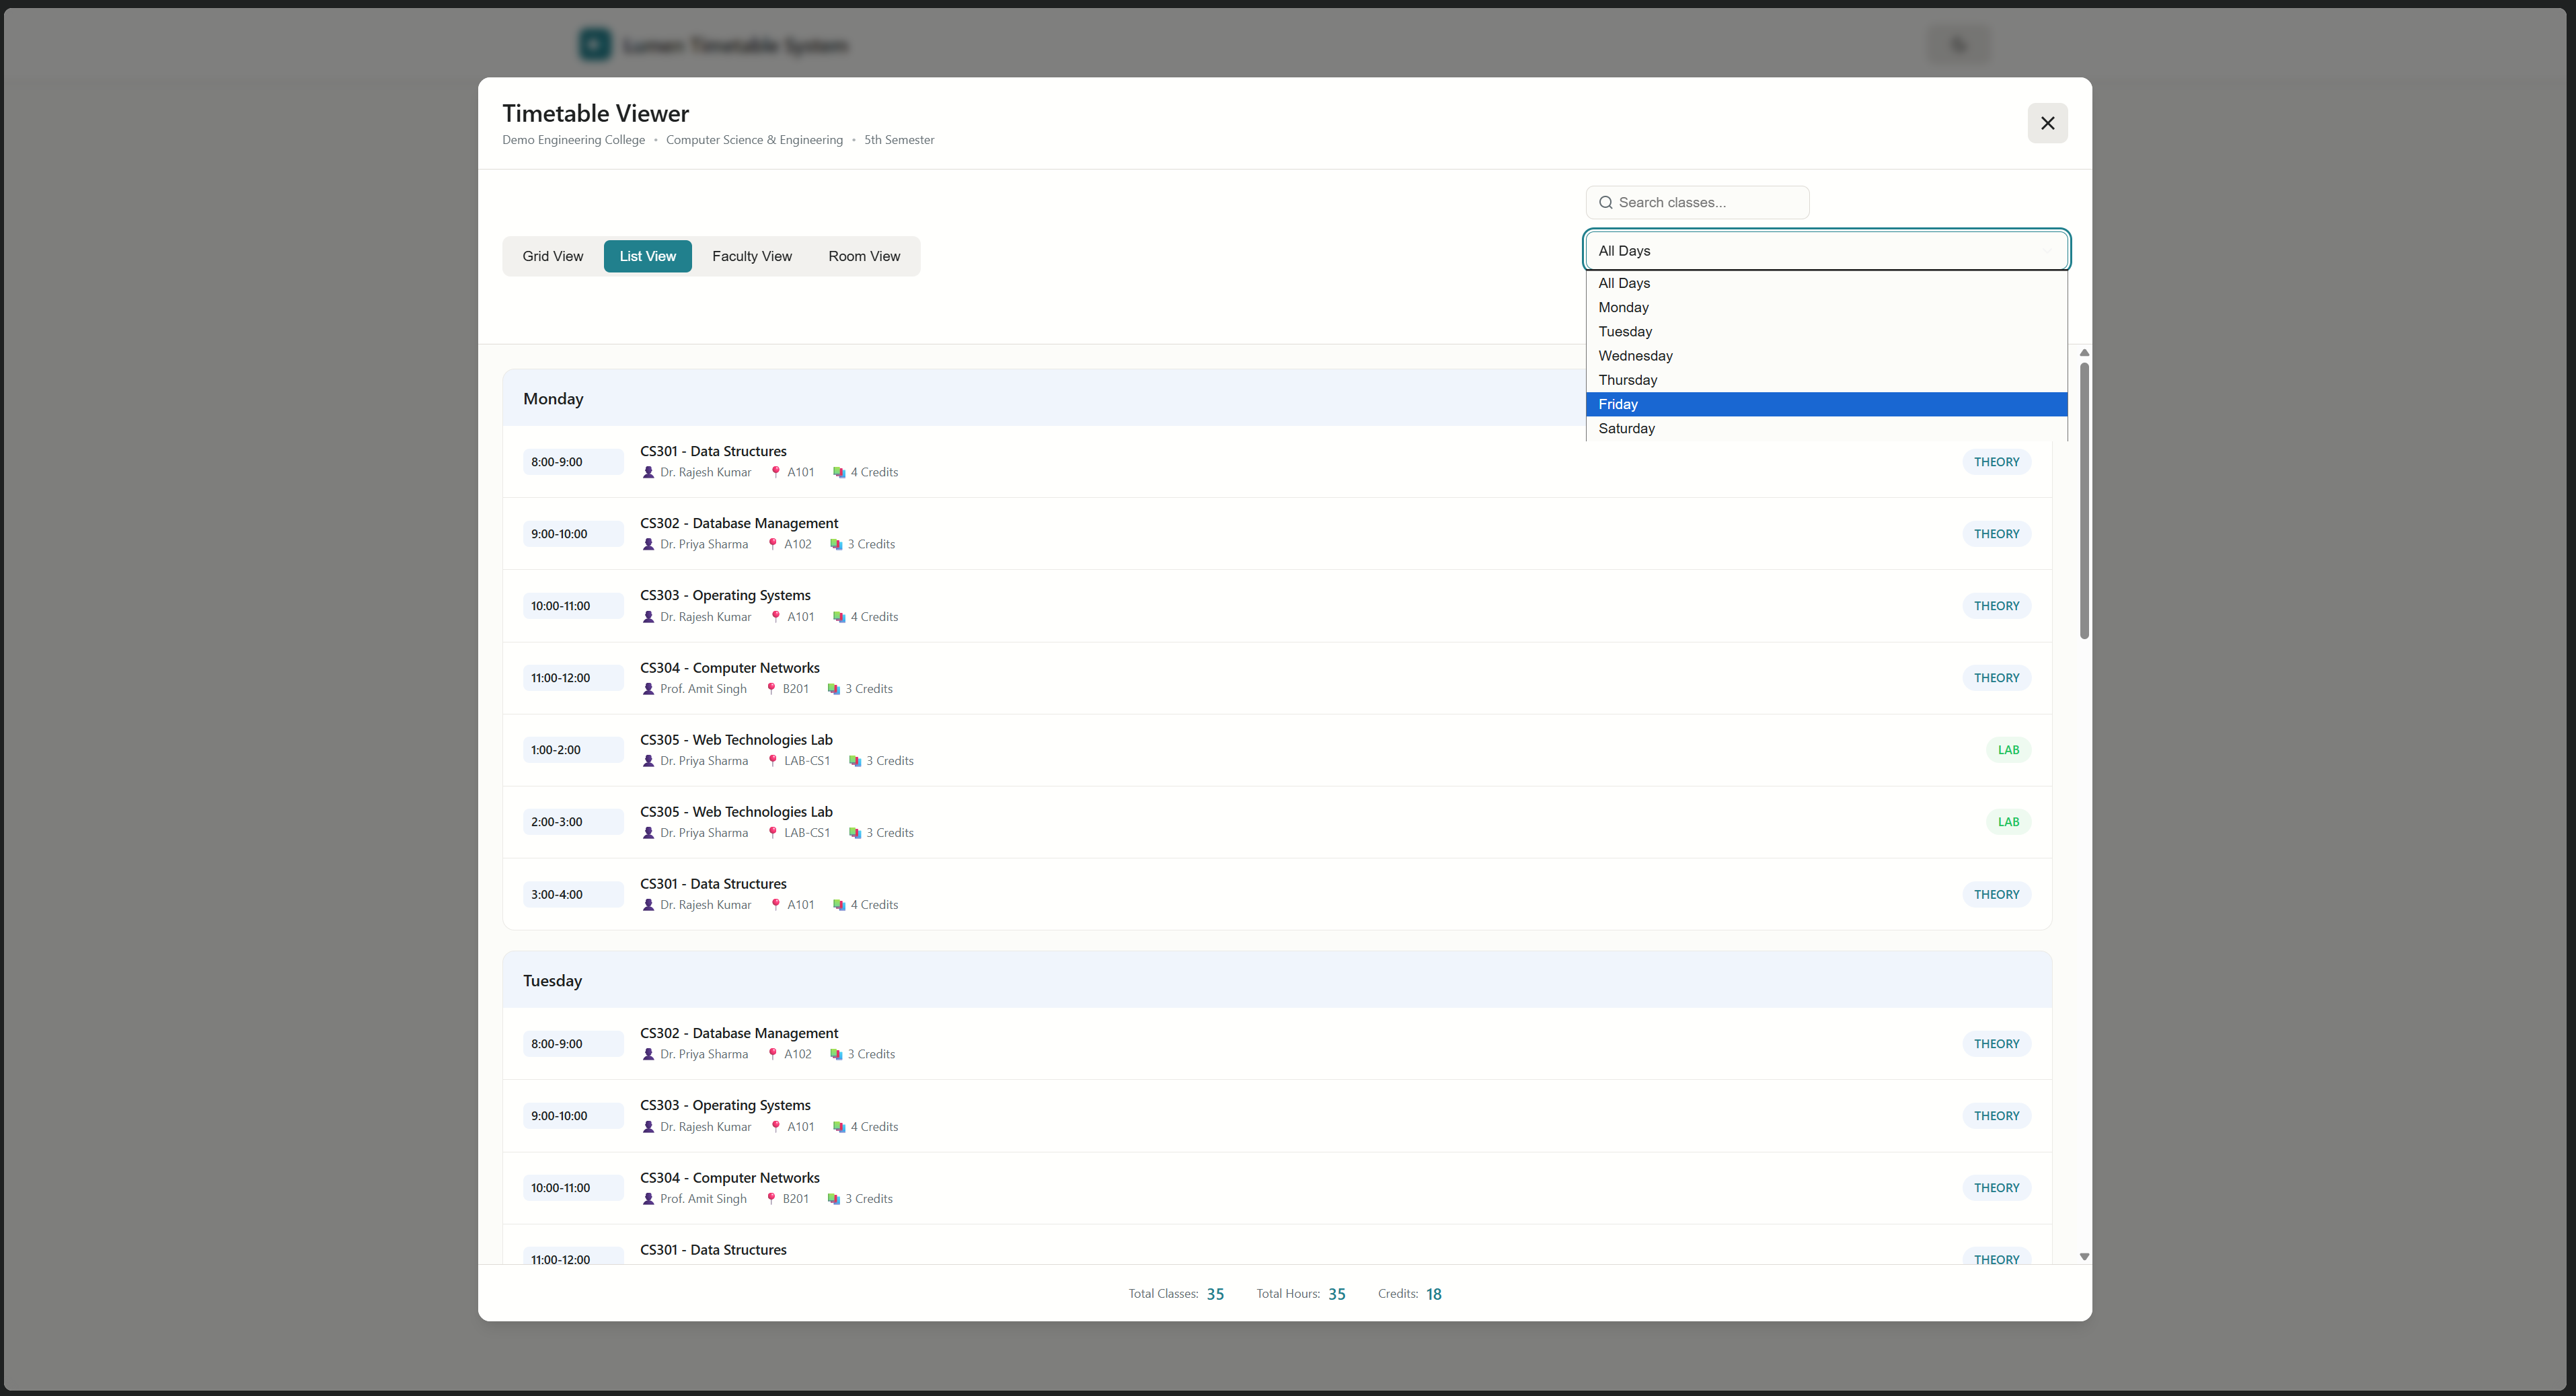 Lumen Timetable System
Timetable Viewer
Demo Engineering College • Computer Science & Engineering • 5th Semester
Search classes...
Grid View List View Faculty View Room View
All Days
All Days
Monday
Tuesday
Wednesday
Thursday
Friday
Saturday
Monday
8:00-9:00
CS301 - Data Structures
Dr. Rajesh Kumar A101 4 Credits
THEORY
9:00-10:00
CS302 - Database Management
Dr. Priya Sharma A102 3 Credits
THEORY
10:00-11:00
CS303 - Operating Systems
Dr. Rajesh Kumar A101 4 Credits
THEORY
11:00-12:00
CS304 - Computer Networks
Prof. Amit Singh B201 3 Credits
THEORY
1:00-2:00
CS305 - Web Technologies Lab
Dr. Priya Sharma LAB-CS1 3 Credits
LAB
2:00-3:00
CS305 - Web Technologies Lab
Dr. Priya Sharma LAB-CS1 3 Credits
LAB
3:00-4:00
CS301 - Data Structures
Dr. Rajesh Kumar A101 4 Credits
THEORY
Tuesday
8:00-9:00
CS302 - Database Management
Dr. Priya Sharma A102 3 Credits
THEORY
9:00-10:00
CS303 - Operating Systems
Dr. Rajesh Kumar A101 4 Credits
THEORY
10:00-11:00
CS304 - Computer Networks
Prof. Amit Singh B201 3 Credits
THEORY
11:00-12:00
CS301 - Data Structures
THEORY
Total Classes: 35 Total Hours: 35 Credits: 18